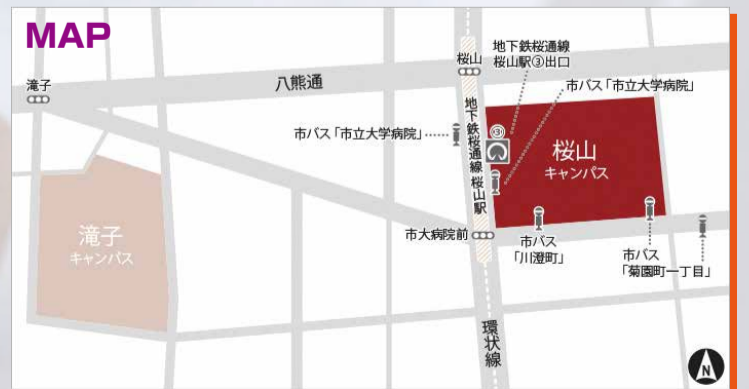 MAP
滝子
八熊通
桜山
地下鉄桜通線
桜山駅③出口
市バス「市立大学病院」
市バス「市立大学病院」
地下鉄桜通線 桜山駅
③
桜山
キャンパス
滝子
キャンパス
市大病院前
市バス
「川澄町」
市バス
「菊園町一丁目」
環状線
N